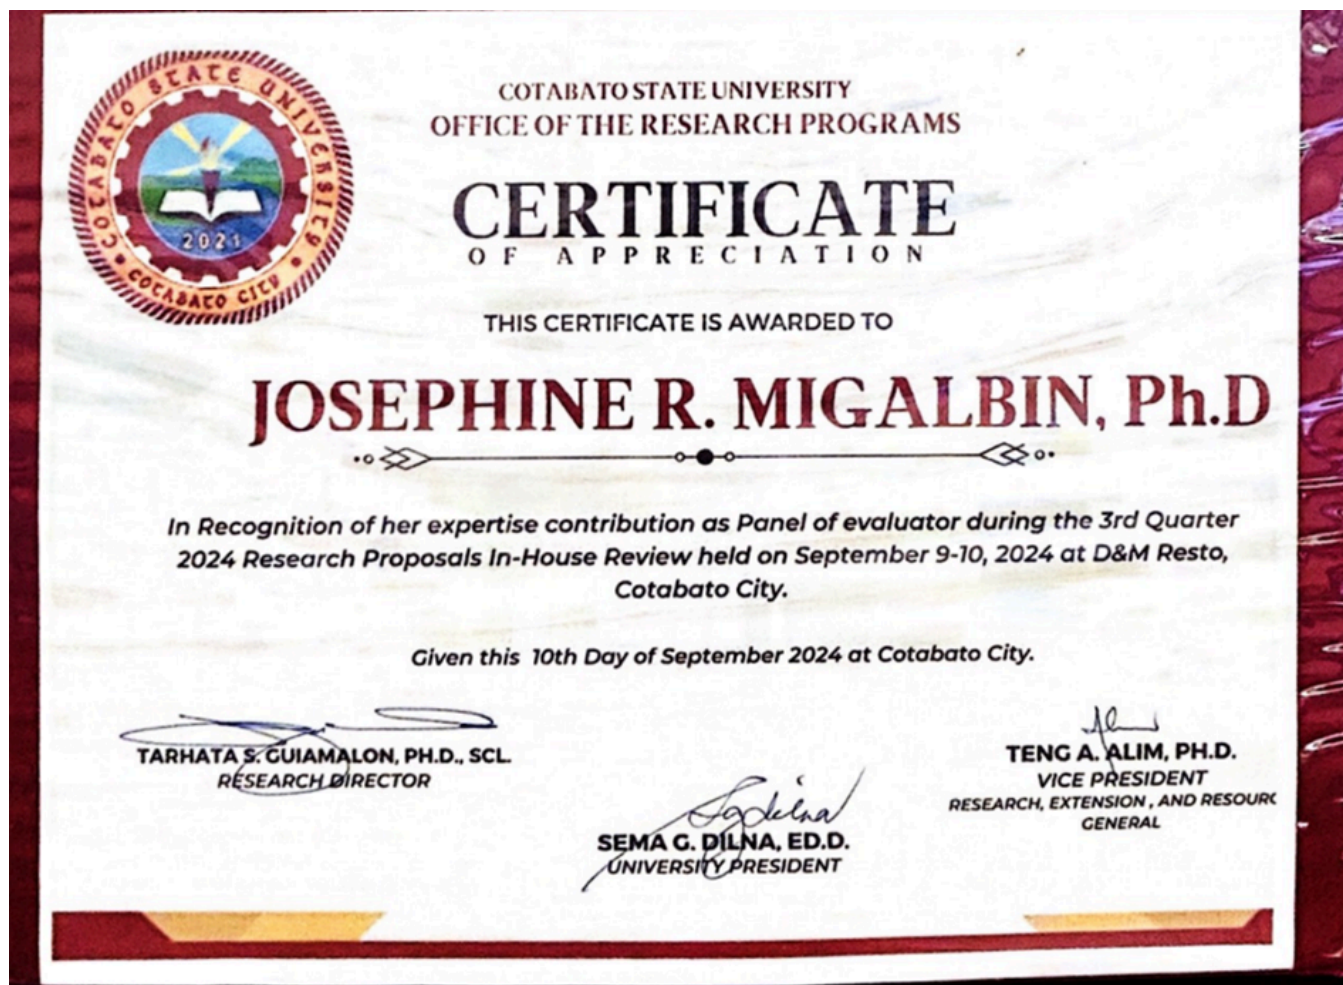 COTABATO STATE UNIVERSITY
COTABATO CITY
2021
COTABATO STATE UNIVERSITY
OFFICE OF THE RESEARCH PROGRAMS
CERTIFICATE
OF APPRECIATION
THIS CERTIFICATE IS AWARDED TO
JOSEPHINE R. MIGALBIN, Ph.D
In Recognition of her expertise contribution as Panel of evaluator during the 3rd Quarter
2024 Research Proposals In-House Review held on September 9-10, 2024 at D&M Resto,
Cotabato City.
Given this 10th Day of September 2024 at Cotabato City.
TARHATA S. GUIAMALON, PH.D., SCL.
RESEARCH DIRECTOR
TENG A. ALIM, PH.D.
VICE PRESIDENT
RESEARCH, EXTENSION , AND RESOURC
GENERAL
SEMA G. DILNA, ED.D.
UNIVERSITY PRESIDENT